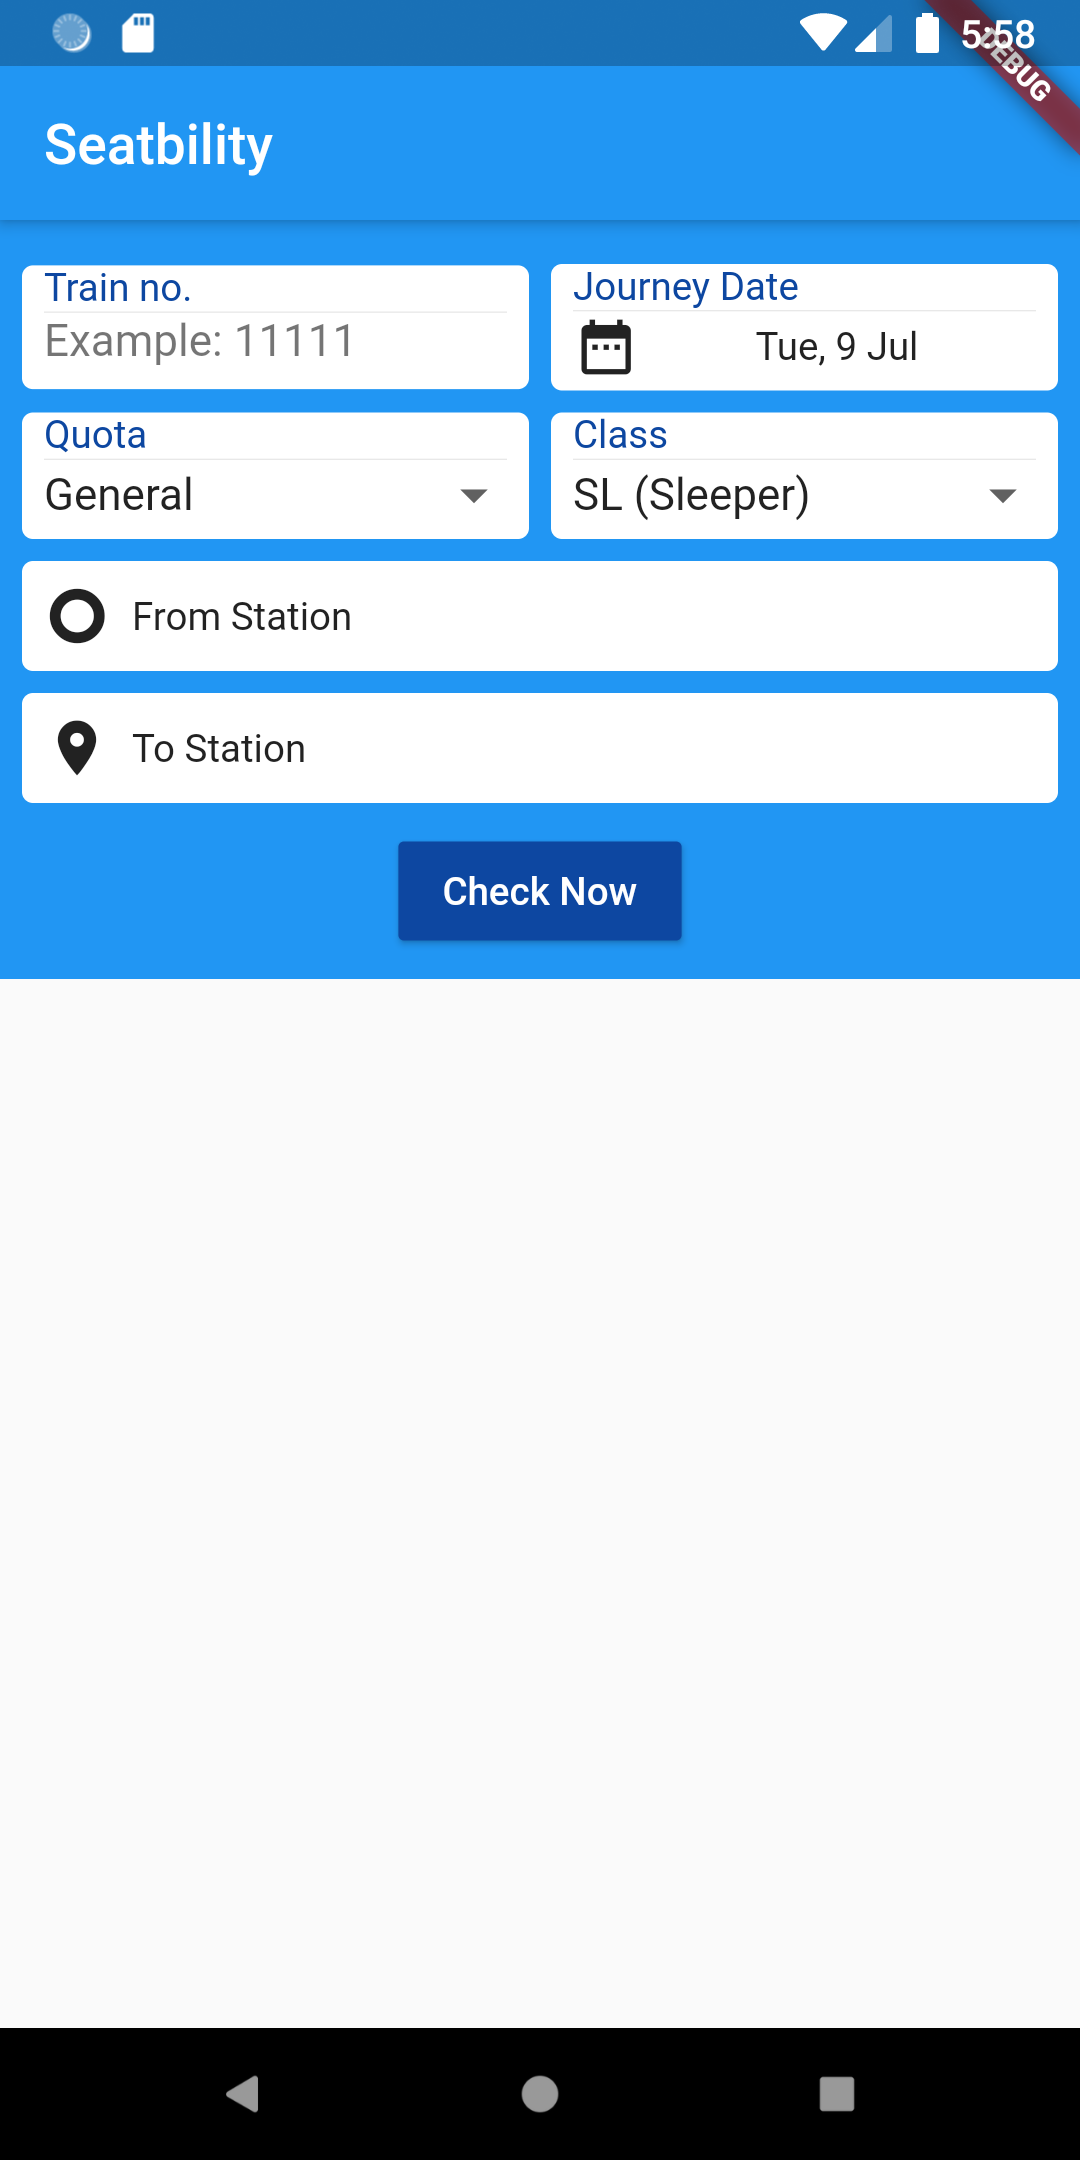 5:58
DEBUG
Seatbility
Train no.
Example: 11111
Journey Date
Tue, 9 Jul
Quota
General
Class
SL (Sleeper)
From Station
To Station
Check Now